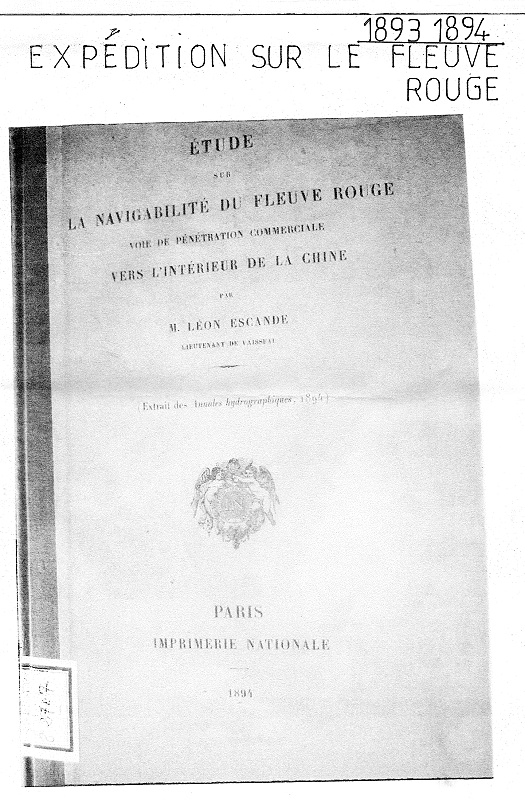 1893 1894
EXPÉDITION SUR LE FLEUVE
ROUGE
ÉTUDE
SUR
LA NAVIGABILITÉ DU FLEUVE ROUGE
VOIE DE PÉNÉTRATION COMMERCIALE
VERS L'INTÉRIEUR DE LA CHINE
PAR
M. LÉON ESCANDE
LIEUTENANT DE VAISSEAU
(Extrait des Annales hydrographiques, 1894)
PARIS
IMPRIMERIE NATIONALE
1894